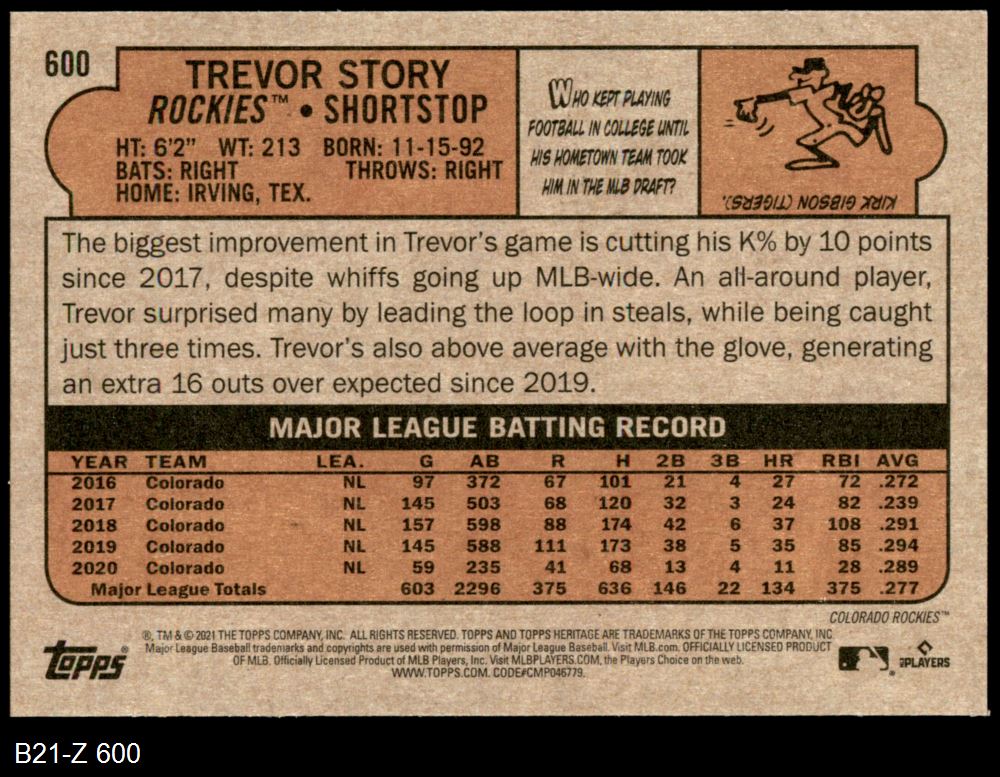 600
TREVOR STORY
ROCKIES™ • SHORTSTOP
HT: 6'2" WT: 213 BORN: 11-15-92
BATS: RIGHT THROWS: RIGHT
HOME: IRVING, TEX.
WHO KEPT PLAYING
FOOTBALL IN COLLEGE UNTIL
HIS HOMETOWN TEAM TOOK
HIM IN THE MLB DRAFT?
KIRK GIBSON (TIGERS).
The biggest improvement in Trevor's game is cutting his K% by 10 points
since 2017, despite whiffs going up MLB-wide. An all-around player,
Trevor surprised many by leading the loop in steals, while being caught
just three times. Trevor's also above average with the glove, generating
an extra 16 outs over expected since 2019.
MAJOR LEAGUE BATTING RECORD
YEAR TEAM LEA. G AB R H 2B 3B HR RBI AVG
2016 Colorado NL 97 372 67 101 21 4 27 72 .272
2017 Colorado NL 145 503 68 120 32 3 24 82 .239
2018 Colorado NL 157 598 88 174 42 6 37 108 .291
2019 Colorado NL 145 588 111 173 38 5 35 85 .294
2020 Colorado NL 59 235 41 68 13 4 11 28 .289
Major League Totals 603 2296 375 636 146 22 134 375 .277
COLORADO ROCKIES™
®, TM & © 2021 THE TOPPS COMPANY, INC. ALL RIGHTS RESERVED. TOPPS AND TOPPS HERITAGE ARE TRADEMARKS OF THE TOPPS COMPANY, INC.
Major League Baseball trademarks and copyrights are used with permission of Major League Baseball. Visit MLB.com. OFFICIALLY LICENSED PRODUCT
OF MLB. Officially Licensed Product of MLB Players, Inc. Visit MLBPLAYERS.COM, the Players Choice on the web.
WWW.TOPPS.COM. CODE#CMP046779.
topps®
PLAYERS
B21-Z 600